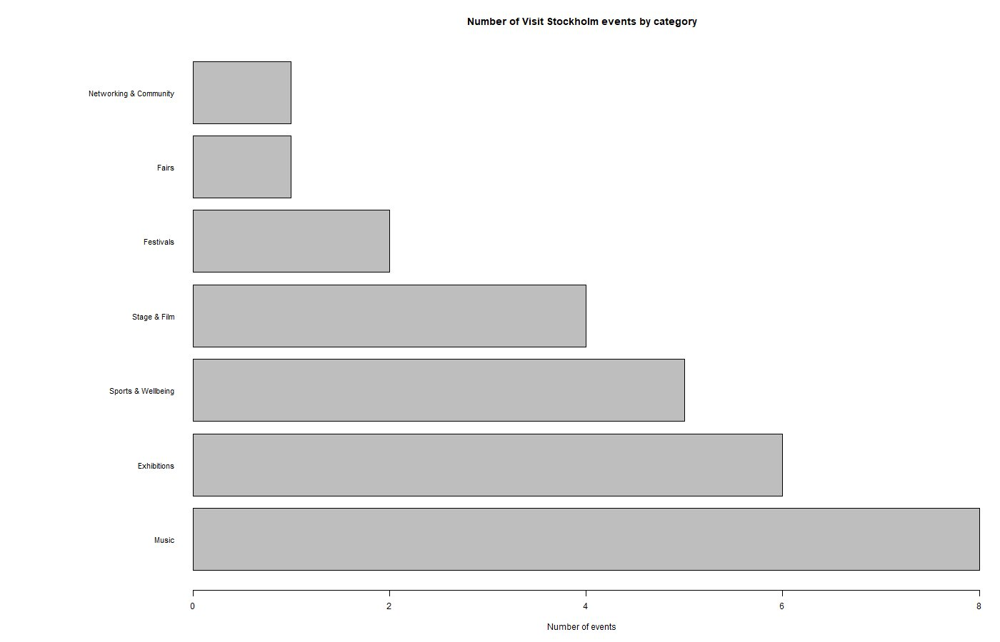 Number of Visit Stockholm events by category
Networking & Community
Fairs
Festivals
Stage & Film
Sports & Wellbeing
Exhibitions
Music
0 2 4 6 8
Number of events